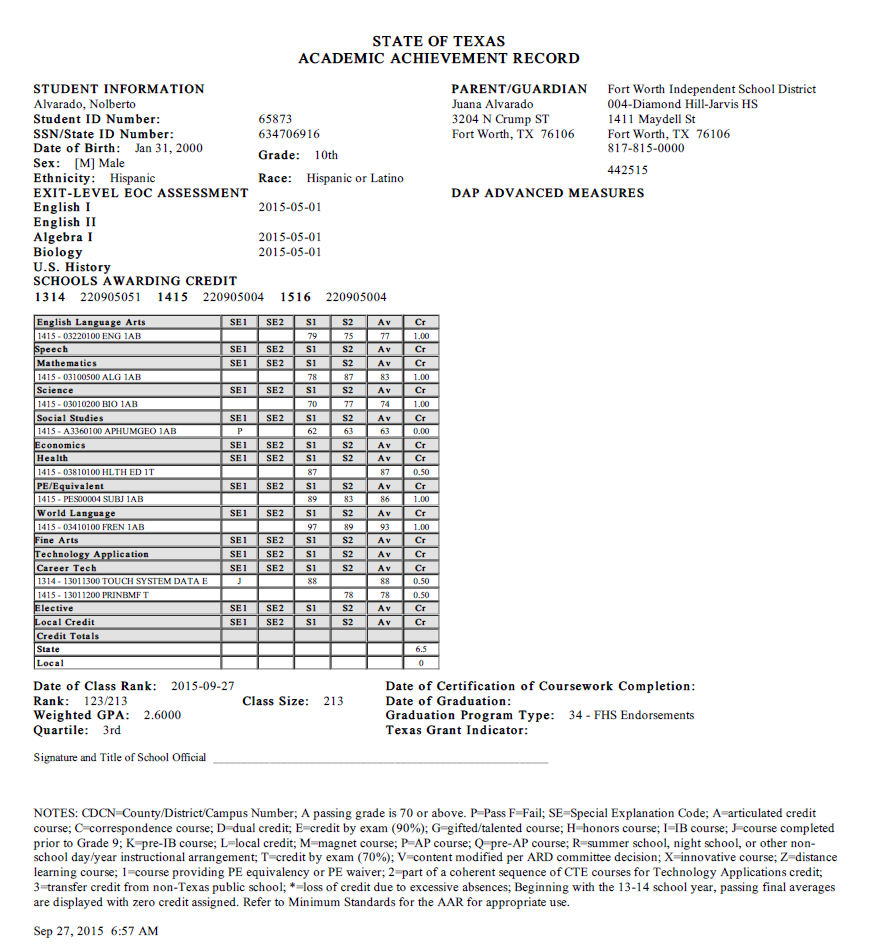 STATE OF TEXAS
ACADEMIC ACHIEVEMENT RECORD
STUDENT INFORMATION
Alvarado, Nolberto
Student ID Number: 65873
SSN/State ID Number: 634706916
Date of Birth: Jan 31, 2000
Grade: 10th
Sex: [M] Male
Ethnicity: Hispanic Race: Hispanic or Latino
PARENT/GUARDIAN
Juana Alvarado
3204 N Crump ST
Fort Worth, TX 76106
Fort Worth Independent School District
004-Diamond Hill-Jarvis HS
1411 Maydell St
Fort Worth, TX 76106
817-815-0000
442515
EXIT-LEVEL EOC ASSESSMENT
English I 2015-05-01
English II
Algebra I 2015-05-01
Biology 2015-05-01
U.S. History
DAP ADVANCED MEASURES
SCHOOLS AWARDING CREDIT
1314 220905051 1415 220905004 1516 220905004
English Language Arts SE1 SE2 S1 S2 Av Cr
1415 - 03220100 ENG 1AB 79 75 77 1.00
Speech SE1 SE2 S1 S2 Av Cr
Mathematics SE1 SE2 S1 S2 Av Cr
1415 - 03100500 ALG 1AB 78 87 83 1.00
Science SE1 SE2 S1 S2 Av Cr
1415 - 03010200 BIO 1AB 70 77 74 1.00
Social Studies SE1 SE2 S1 S2 Av Cr
1415 - A3360100 APHUMGEO 1AB P 62 63 63 0.00
Economics SE1 SE2 S1 S2 Av Cr
Health SE1 SE2 S1 S2 Av Cr
1415 - 03810100 HLTH ED 1T 87 87 0.50
PE/Equivalent SE1 SE2 S1 S2 Av Cr
1415 - PES00004 SUBJ 1AB 89 83 86 1.00
World Language SE1 SE2 S1 S2 Av Cr
1415 - 03410100 FREN 1AB 97 89 93 1.00
Fine Arts SE1 SE2 S1 S2 Av Cr
Technology Application SE1 SE2 S1 S2 Av Cr
Career Tech SE1 SE2 S1 S2 Av Cr
1314 - 13011300 TOUCH SYSTEM DATA E J 88 88 0.50
1415 - 13011200 PRINBMF T 78 78 0.50
Elective SE1 SE2 S1 S2 Av Cr
Local Credit SE1 SE2 S1 S2 Av Cr
Credit Totals
State 6.5
Local 0
Date of Class Rank: 2015-09-27
Rank: 123/213 Class Size: 213
Weighted GPA: 2.6000
Quartile: 3rd
Date of Certification of Coursework Completion:
Date of Graduation:
Graduation Program Type: 34 - FHS Endorsements
Texas Grant Indicator:
Signature and Title of School Official
NOTES: CDCN=County/District/Campus Number; A passing grade is 70 or above. P=Pass F=Fail; SE=Special Explanation Code; A=articulated credit
course; C=correspondence course; D=dual credit; E=credit by exam (90%); G=gifted/talented course; H=honors course; I=IB course; J=course completed
prior to Grade 9; K=pre-IB course; L=local credit; M=magnet course; P=AP course; Q=pre-AP course; R=summer school, night school, or other non-
school day/year instructional arrangement; T=credit by exam (70%); V=content modified per ARD committee decision; X=innovative course; Z=distance
learning course; 1=course providing PE equivalency or PE waiver; 2=part of a coherent sequence of CTE courses for Technology Applications credit;
3=transfer credit from non-Texas public school; *=loss of credit due to excessive absences; Beginning with the 13-14 school year, passing final averages
are displayed with zero credit assigned. Refer to Minimum Standards for the AAR for appropriate use.
Sep 27, 2015 6:57 AM